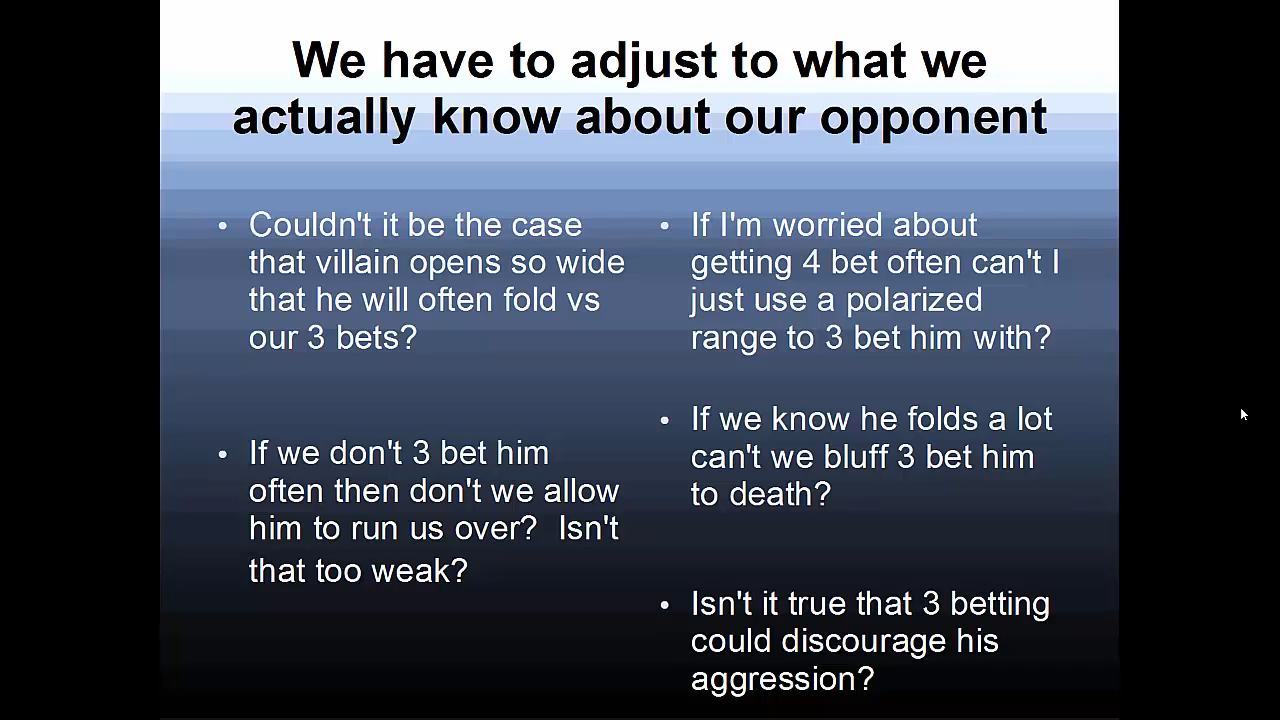 We have to adjust to what we
actually know about our opponent
• Couldn't it be the case
that villain opens so wide
that he will often fold vs
our 3 bets?
• If we don't 3 bet him
often then don't we allow
him to run us over?  Isn't
that too weak?
• If I'm worried about
getting 4 bet often can't I
just use a polarized
range to 3 bet him with?
• If we know he folds a lot
can't we bluff 3 bet him
to death?
• Isn't it true that 3 betting
could discourage his
aggression?